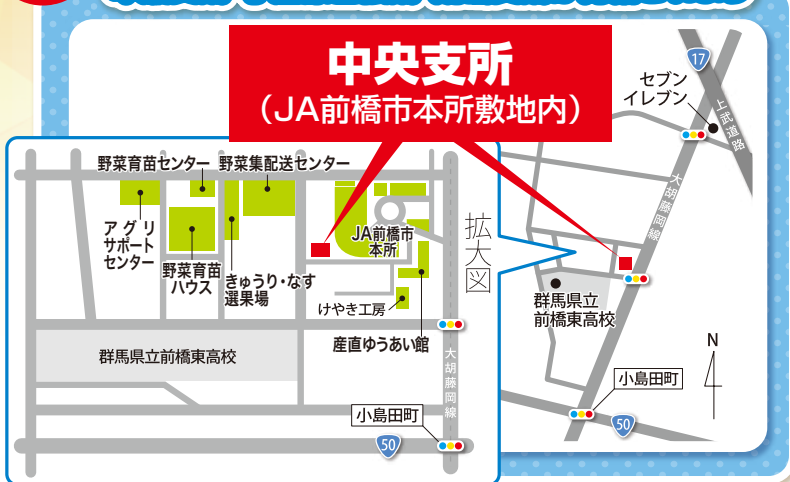 中央支所
（JA前橋市本所敷地内）
17
セブン
イレブン
上武道路
大胡藤岡線
野菜育苗センター
野菜集配送センター
アグリ
サポート
センター
野菜育苗
ハウス
きゅうり・なす
選果場
JA前橋市
本所
けやき工房
産直ゆうあい館
群馬県立前橋東高校
大胡藤岡線
小島田町
50
拡大図
群馬県立
前橋東高校
N
小島田町
50